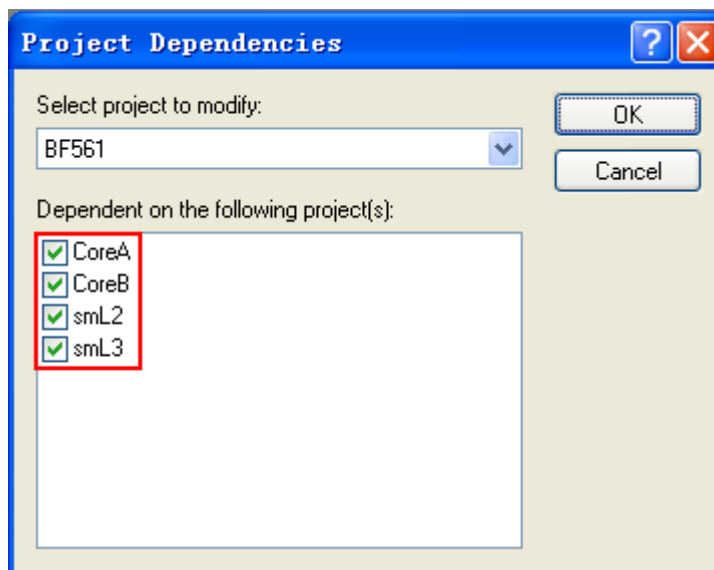 Project Dependencies
Select project to modify:
OK
BF561
Cancel
Dependent on the following project(s):
CoreA
CoreB
smL2
smL3